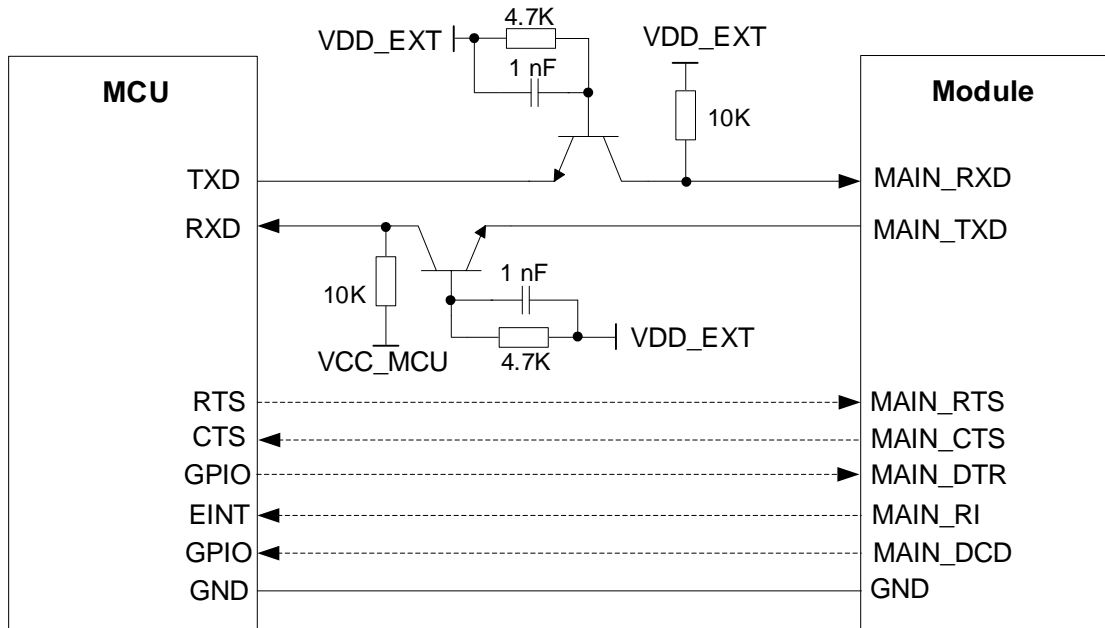 4.7K
VDD_EXT
VDD_EXT
1 nF
MCU
Module
10K
TXD
MAIN_RXD
RXD
MAIN_TXD
1 nF
10K
VDD_EXT
4.7K
VCC_MCU
RTS
MAIN_RTS
CTS
MAIN_CTS
GPIO
MAIN_DTR
EINT
MAIN_RI
GPIO
MAIN_DCD
GND
GND